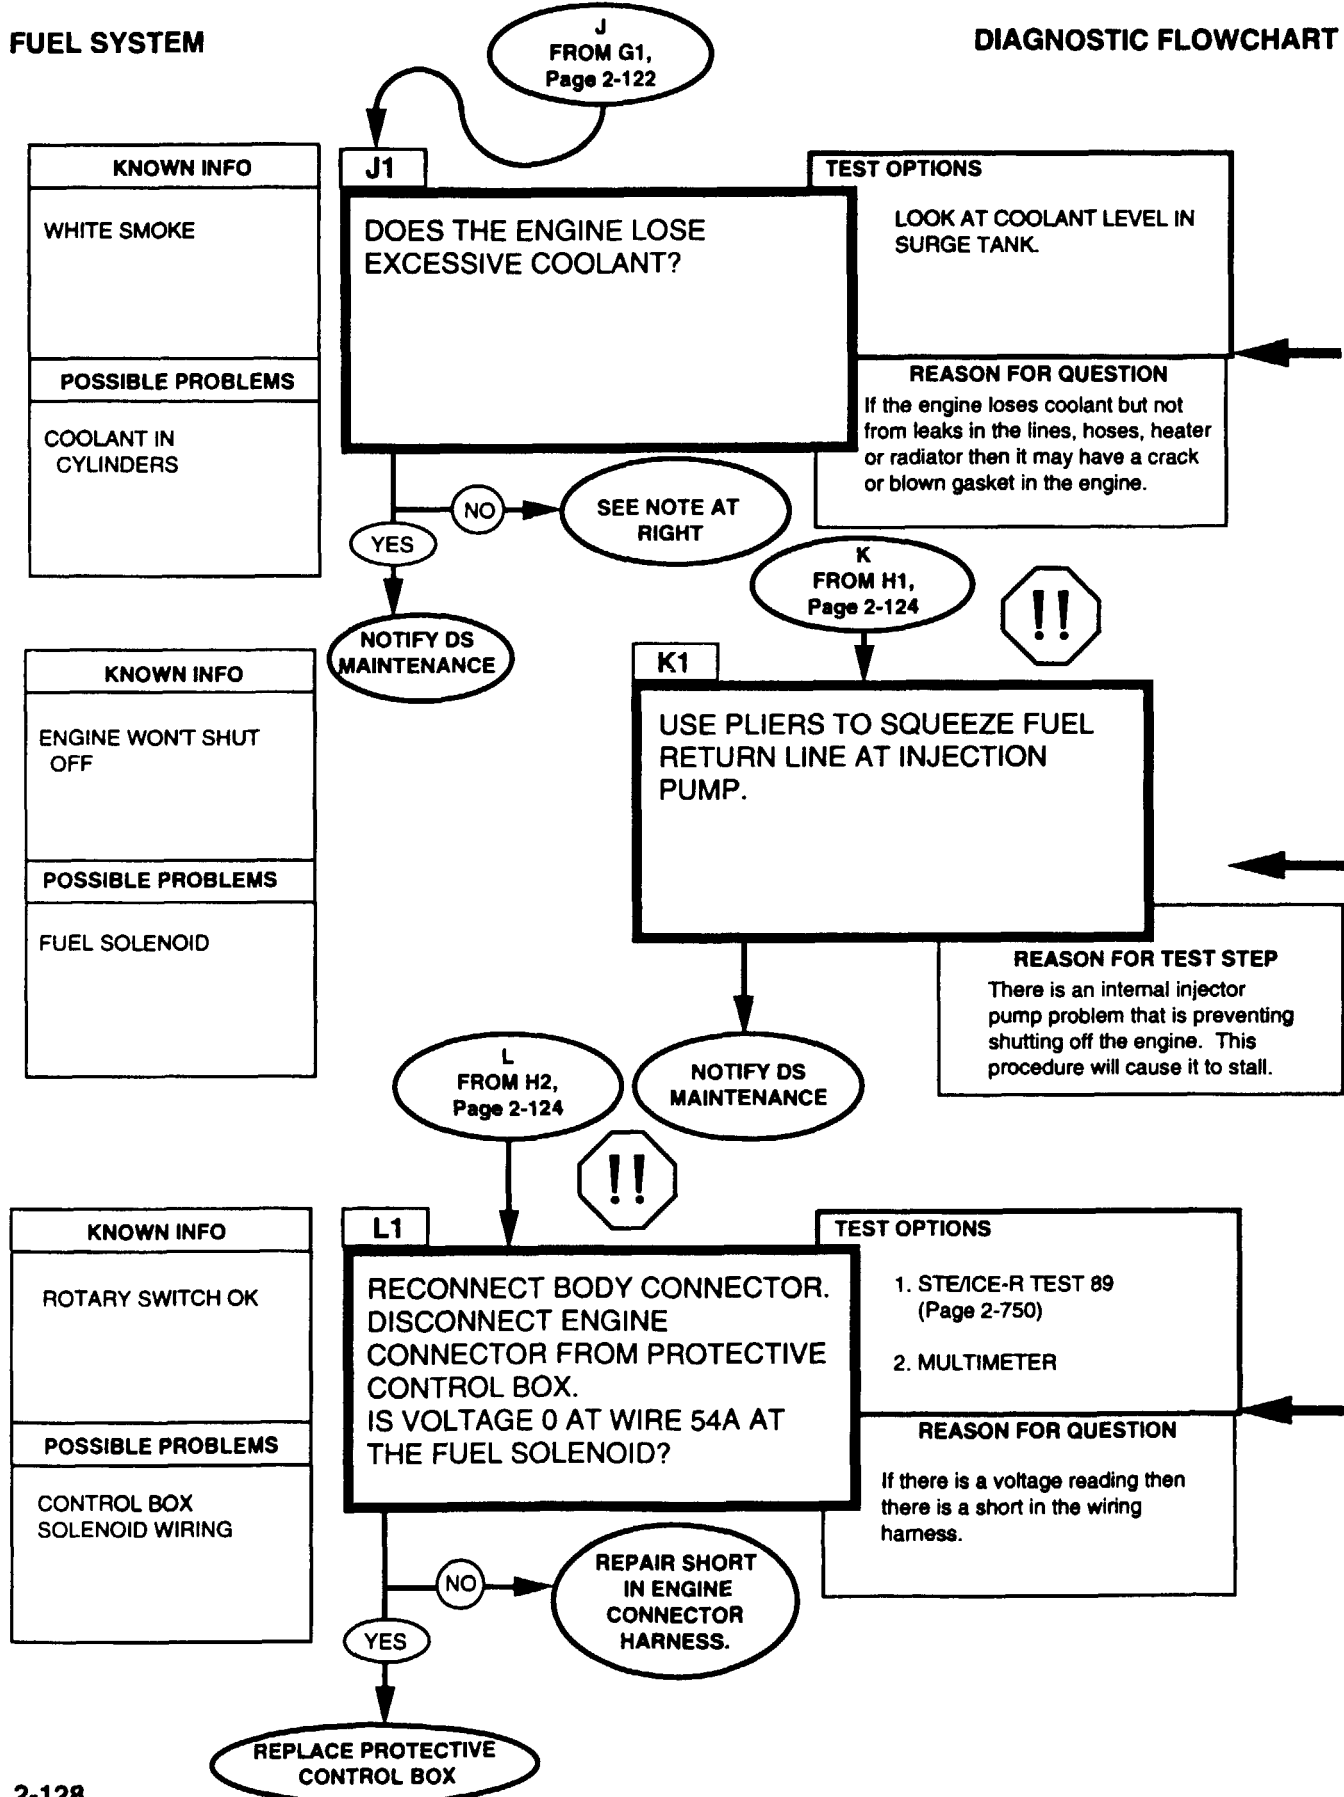 FUEL SYSTEM
DIAGNOSTIC FLOWCHART
J
FROM G1,
Page 2-122
KNOWN INFO
WHITE SMOKE
POSSIBLE PROBLEMS
COOLANT IN
CYLINDERS
J1
DOES THE ENGINE LOSE
EXCESSIVE COOLANT?
TEST OPTIONS
LOOK AT COOLANT LEVEL IN
SURGE TANK.
REASON FOR QUESTION
If the engine loses coolant but not
from leaks in the lines, hoses, heater
or radiator then it may have a crack
or blown gasket in the engine.
NO
SEE NOTE AT
RIGHT
YES
NOTIFY DS
MAINTENANCE
K
FROM H1,
Page 2-124
!!
KNOWN INFO
ENGINE WON'T SHUT
OFF
POSSIBLE PROBLEMS
FUEL SOLENOID
K1
USE PLIERS TO SQUEEZE FUEL
RETURN LINE AT INJECTION
PUMP.
REASON FOR TEST STEP
There is an internal injector
pump problem that is preventing
shutting off the engine. This
procedure will cause it to stall.
NOTIFY DS
MAINTENANCE
L
FROM H2,
Page 2-124
!!
KNOWN INFO
ROTARY SWITCH OK
POSSIBLE PROBLEMS
CONTROL BOX
SOLENOID WIRING
L1
RECONNECT BODY CONNECTOR.
DISCONNECT ENGINE
CONNECTOR FROM PROTECTIVE
CONTROL BOX.
IS VOLTAGE 0 AT WIRE 54A AT
THE FUEL SOLENOID?
TEST OPTIONS
1. STE/ICE-R TEST 89
(Page 2-750)
2. MULTIMETER
REASON FOR QUESTION
If there is a voltage reading then
there is a short in the wiring
harness.
NO
REPAIR SHORT
IN ENGINE
CONNECTOR
HARNESS.
YES
REPLACE PROTECTIVE
CONTROL BOX
2-128